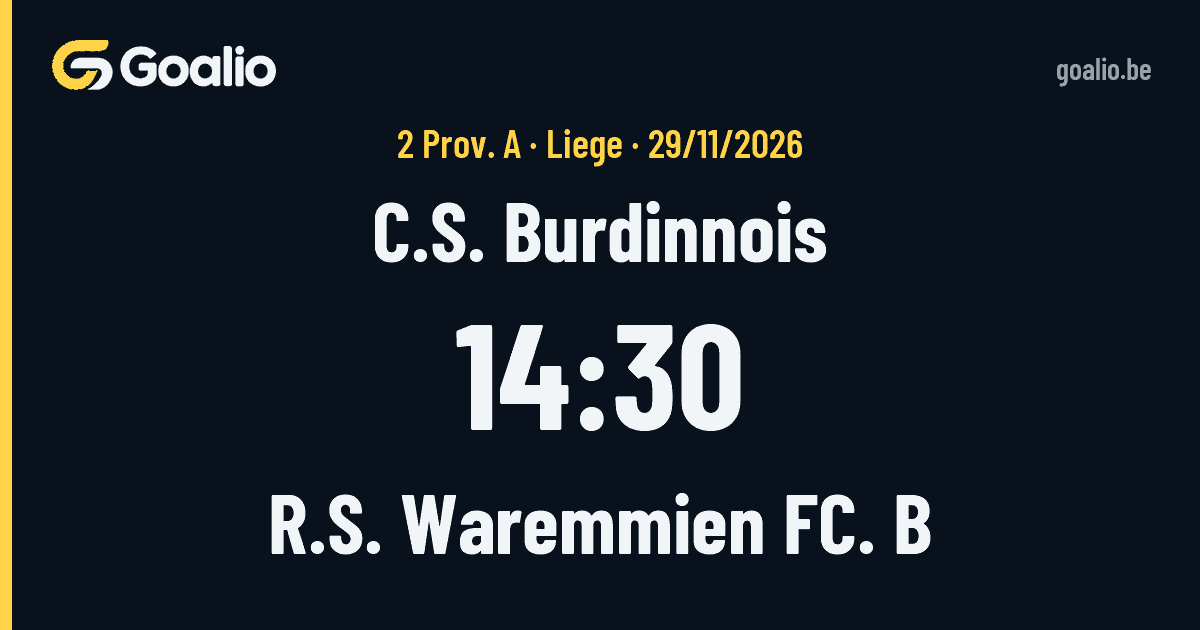 Goalio
goalio.be
2 Prov. A · Liege · 29/11/2026
C.S. Burdinnois
14:30
R.S. Waremmien FC. B